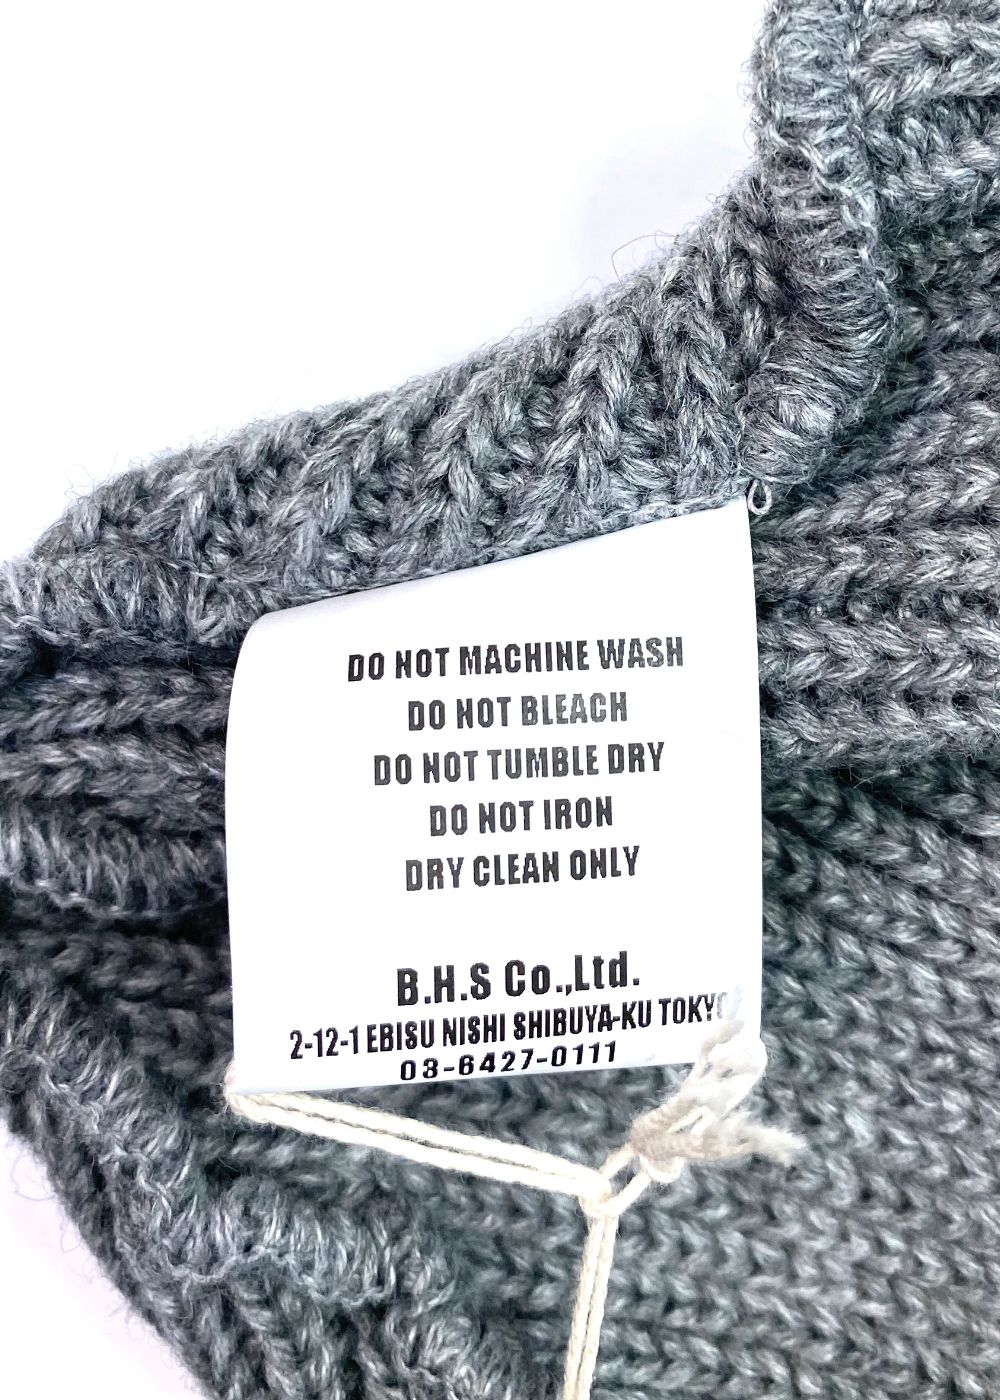 DO NOT MACHINE WASH
DO NOT BLEACH
DO NOT TUMBLE DRY
DO NOT IRON
DRY CLEAN ONLY
B.H.S Co.,Ltd.
2-12-1 EBISU NISHI SHIBUYA-KU TOKYO
03-6427-0111